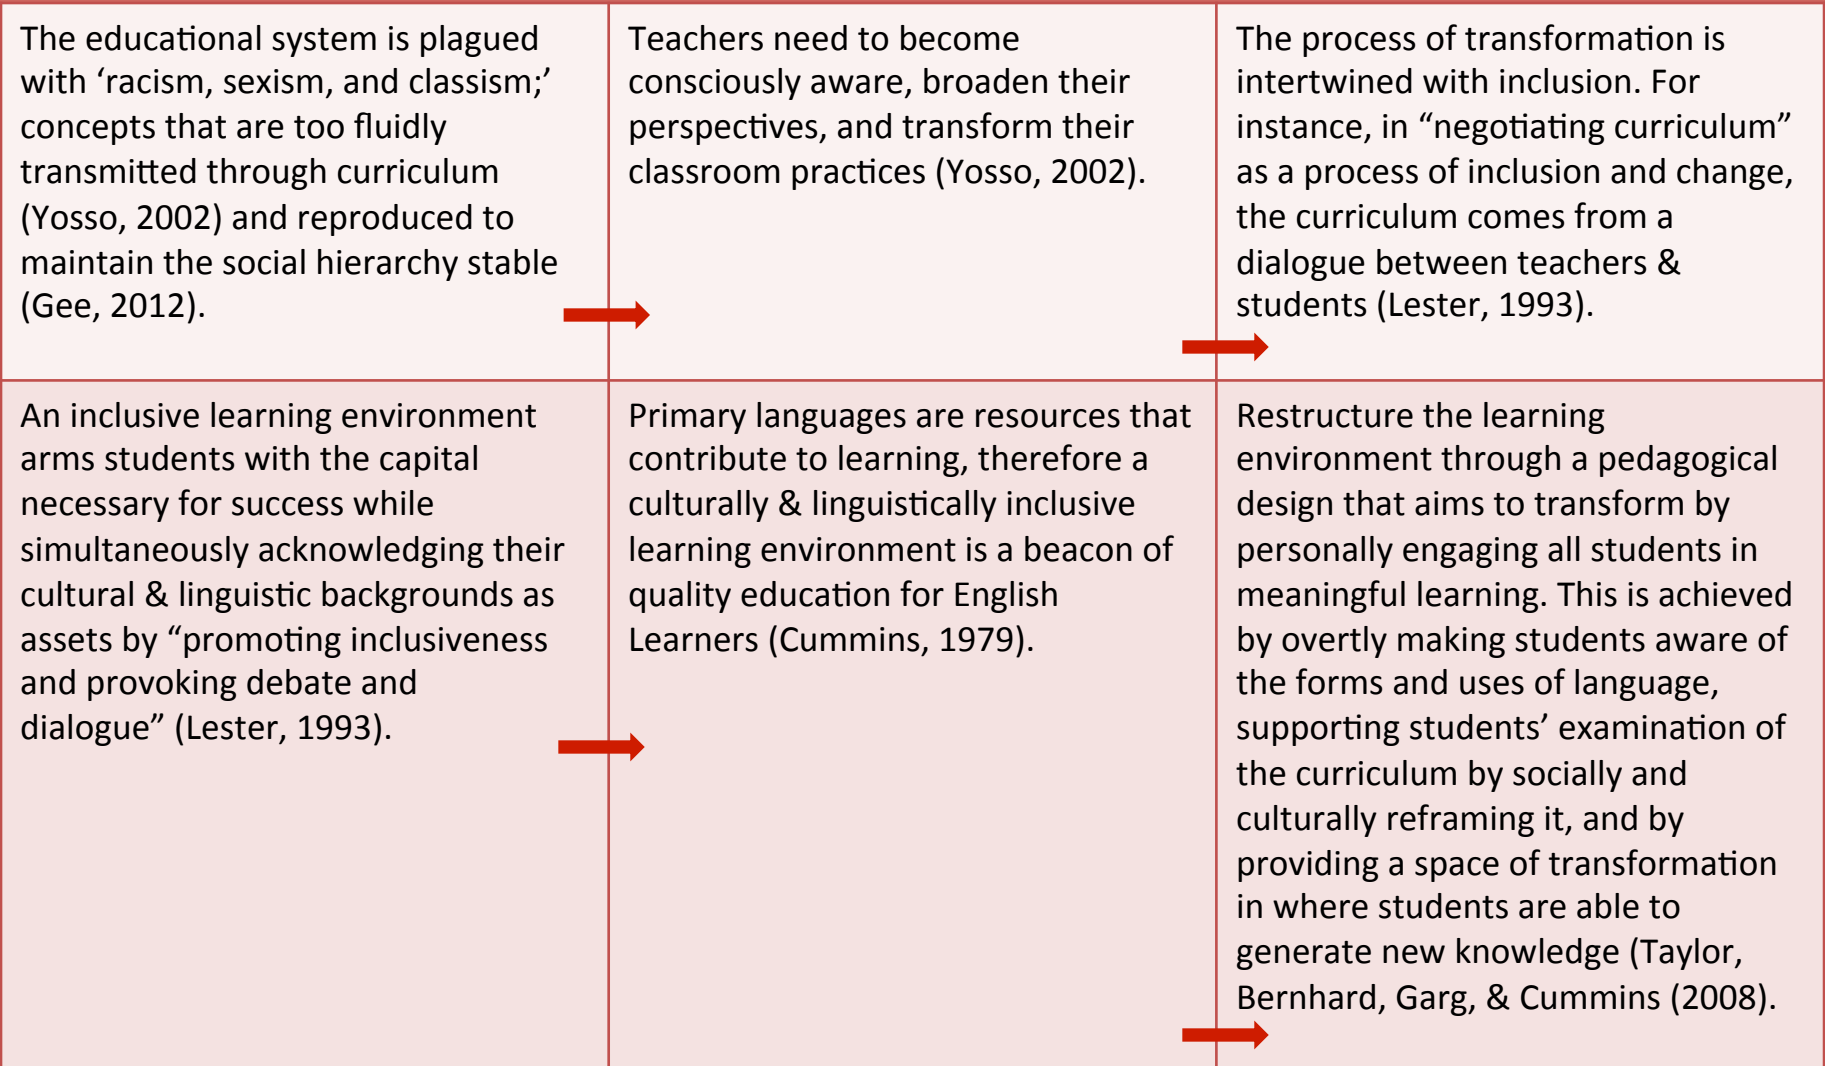 The educational system is plagued
with ‘racism, sexism, and classism;’
concepts that are too fluidly
transmitted through curriculum
(Yosso, 2002) and reproduced to
maintain the social hierarchy stable
(Gee, 2012).
Teachers need to become
consciously aware, broaden their
perspectives, and transform their
classroom practices (Yosso, 2002).
The process of transformation is
intertwined with inclusion. For
instance, in “negotiating curriculum”
as a process of inclusion and change,
the curriculum comes from a
dialogue between teachers &
students (Lester, 1993).
An inclusive learning environment
arms students with the capital
necessary for success while
simultaneously acknowledging their
cultural & linguistic backgrounds as
assets by “promoting inclusiveness
and provoking debate and
dialogue” (Lester, 1993).
Primary languages are resources that
contribute to learning, therefore a
culturally & linguistically inclusive
learning environment is a beacon of
quality education for English
Learners (Cummins, 1979).
Restructure the learning
environment through a pedagogical
design that aims to transform by
personally engaging all students in
meaningful learning. This is achieved
by overtly making students aware of
the forms and uses of language,
supporting students’ examination of
the curriculum by socially and
culturally reframing it, and by
providing a space of transformation
in where students are able to
generate new knowledge (Taylor,
Bernhard, Garg, & Cummins (2008).